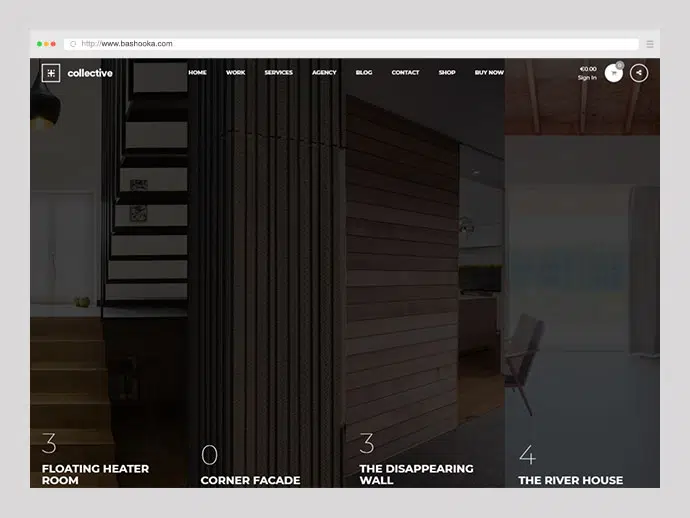 http://www.bashooka.com
collective
HOME WORK SERVICES AGENCY BLOG CONTACT SHOP BUY NOW
€0.00
0
Sign In
3
FLOATING HEATER
ROOM
0
CORNER FACADE
3
THE DISAPPEARING
WALL
4
THE RIVER HOUSE